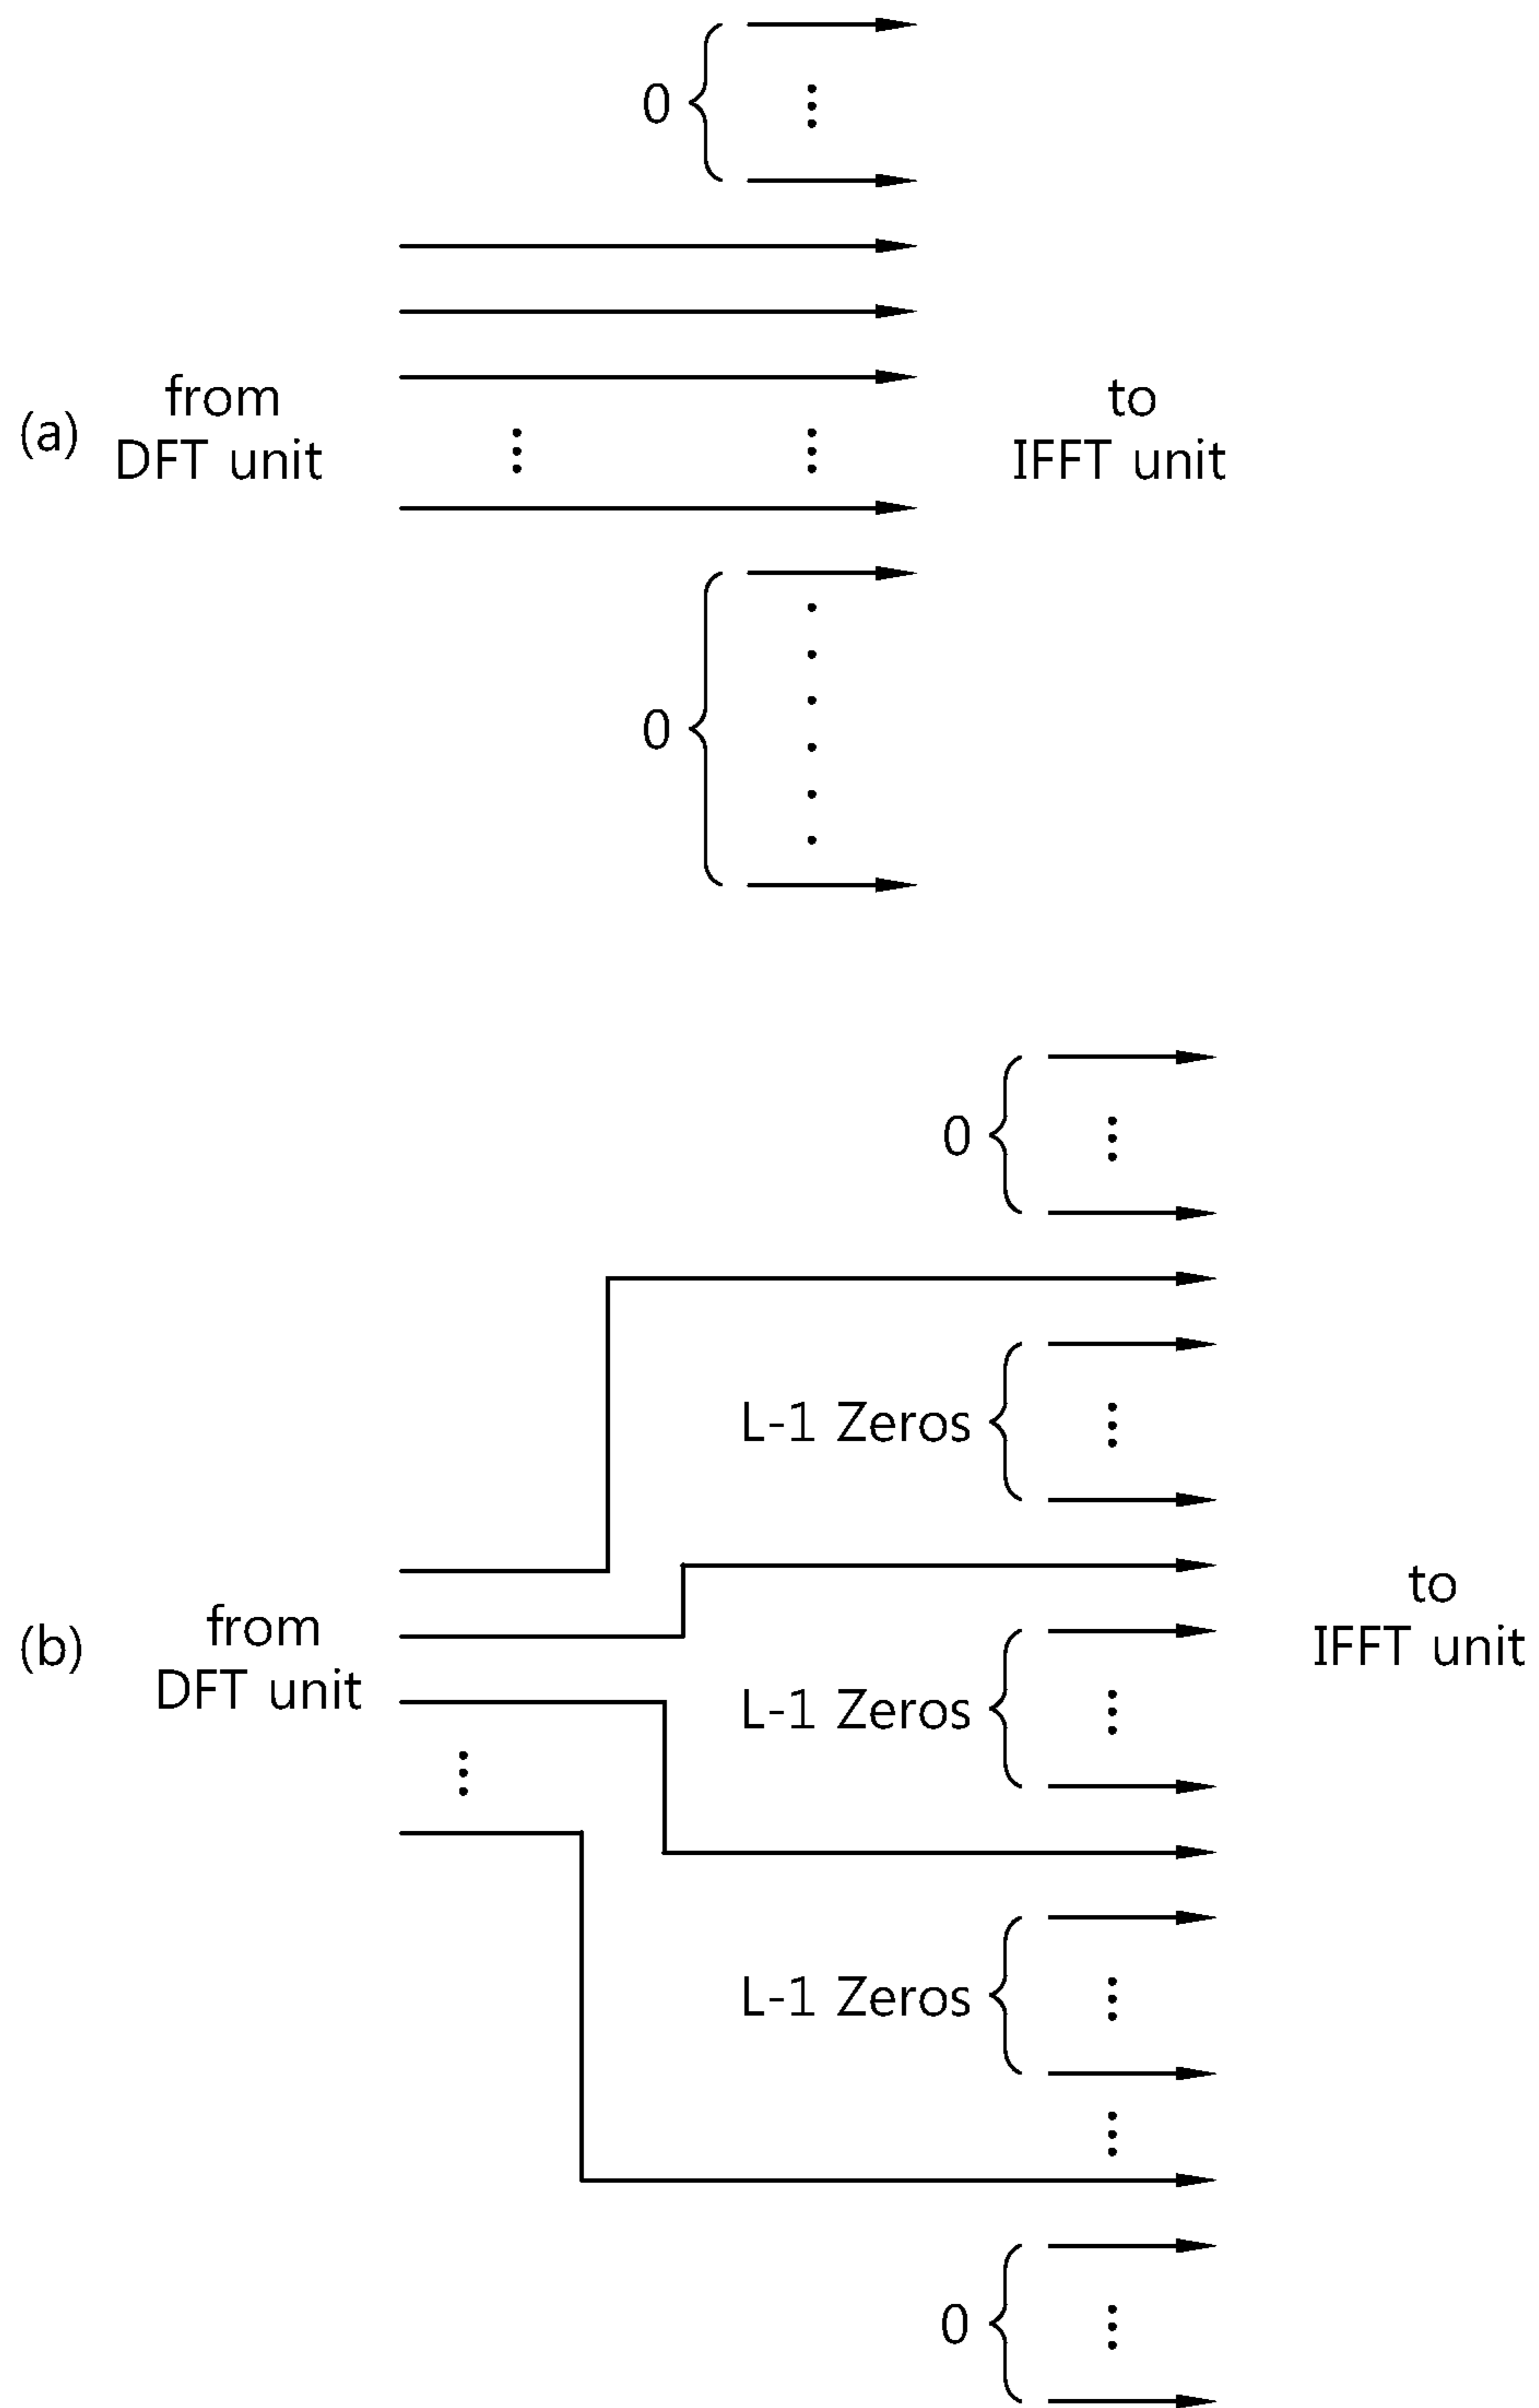 0
from
DFT unit
(a)
to
IFFT unit
0
0
L-1 Zeros
from
DFT unit
(b)
to
IFFT unit
L-1 Zeros
L-1 Zeros
0